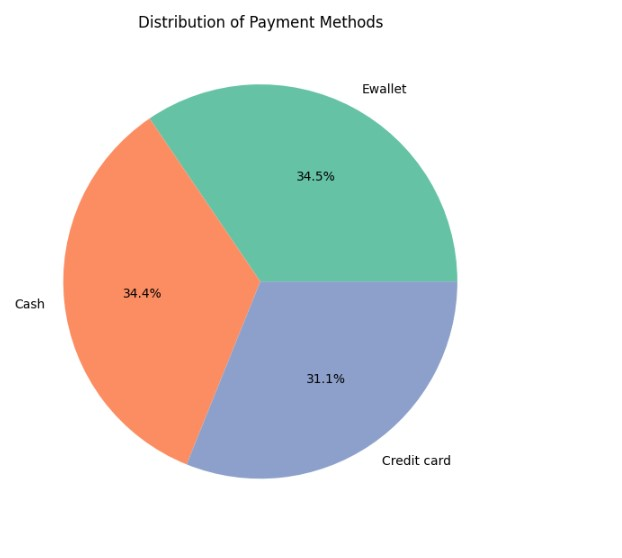 Distribution of Payment Methods
Ewallet
34.5%
34.4%
Cash
31.1%
Credit card